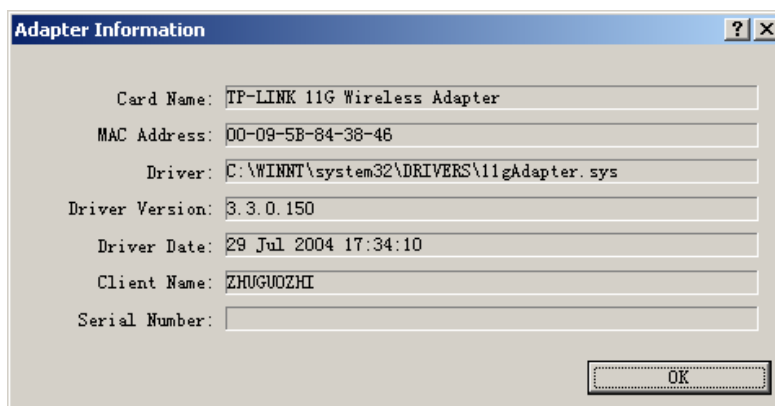 Adapter Information
Card Name: TP-LINK 11G Wireless Adapter
MAC Address: 00-09-5B-84-38-46
Driver: C:\WINNT\system32\DRIVERS\11gAdapter.sys
Driver Version: 3.3.0.150
Driver Date: 29 Jul 2004 17:34:10
Client Name: ZHUGUOZHI
Serial Number:
OK